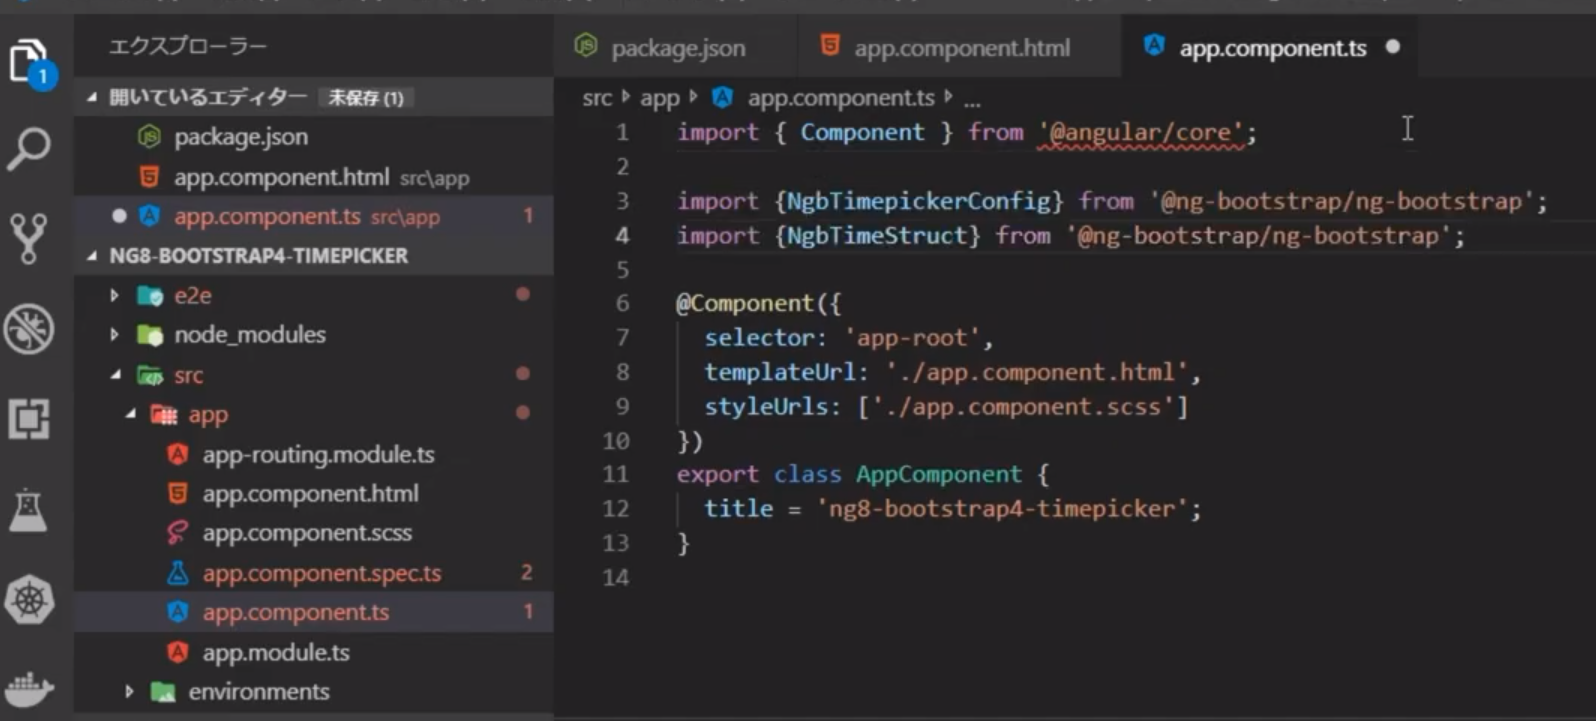 エクスプローラー
開いているエディター 未保存 (1)
package.json
app.component.html src\app
app.component.ts src\app 1
NG8-BOOTSTRAP4-TIMEPICKER
e2e
node_modules
src
app
app-routing.module.ts
app.component.html
app.component.scss
app.component.spec.ts 2
app.component.ts 1
app.module.ts
environments
1
package.json app.component.html app.component.ts
src app app.component.ts ...
1 import { Component } from '@angular/core';
2
3 import {NgbTimepickerConfig} from '@ng-bootstrap/ng-bootstrap';
4 import {NgbTimeStruct} from '@ng-bootstrap/ng-bootstrap';
5
6 @Component({
7 selector: 'app-root',
8 templateUrl: './app.component.html',
9 styleUrls: ['./app.component.scss']
10 })
11 export class AppComponent {
12 title = 'ng8-bootstrap4-timepicker';
13 }
14